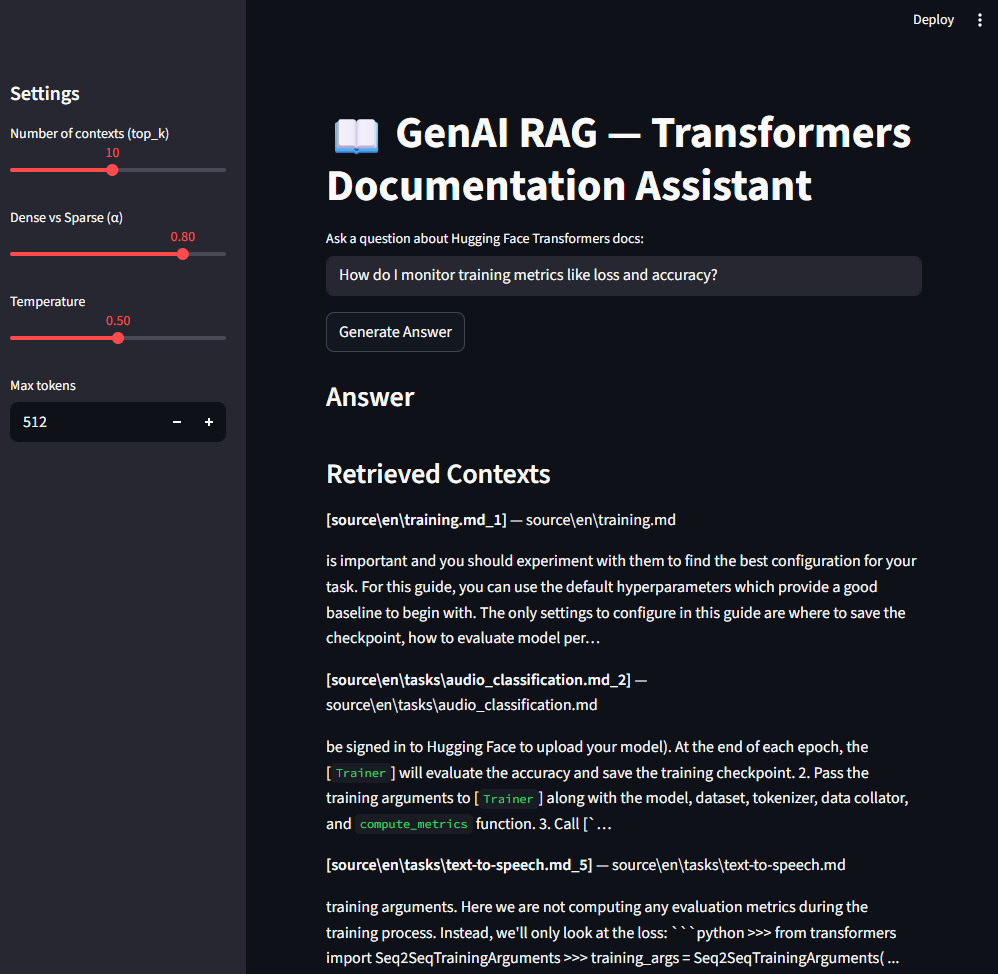 Deploy
Settings
Number of contexts (top_k)
10
Dense vs Sparse (α)
0.80
Temperature
0.50
Max tokens
512
GenAI RAG — Transformers
Documentation Assistant
Ask a question about Hugging Face Transformers docs:
How do I monitor training metrics like loss and accuracy?
Generate Answer
Answer
Retrieved Contexts
[source\en\training.md_1] — source\en\training.md
is important and you should experiment with them to find the best configuration for your
task. For this guide, you can use the default hyperparameters which provide a good
baseline to begin with. The only settings to configure in this guide are where to save the
checkpoint, how to evaluate model per…
[source\en\tasks\audio_classification.md_2] —
source\en\tasks\audio_classification.md
be signed in to Hugging Face to upload your model). At the end of each epoch, the
[ Trainer ] will evaluate the accuracy and save the training checkpoint. 2. Pass the
training arguments to [ Trainer ] along with the model, dataset, tokenizer, data collator,
and compute_metrics function. 3. Call [`…
[source\en\tasks\text-to-speech.md_5] — source\en\tasks\text-to-speech.md
training arguments. Here we are not computing any evaluation metrics during the
training process. Instead, we'll only look at the loss: ```python >>> from transformers
import Seq2SeqTrainingArguments >>> training_args = Seq2SeqTrainingArguments( ...